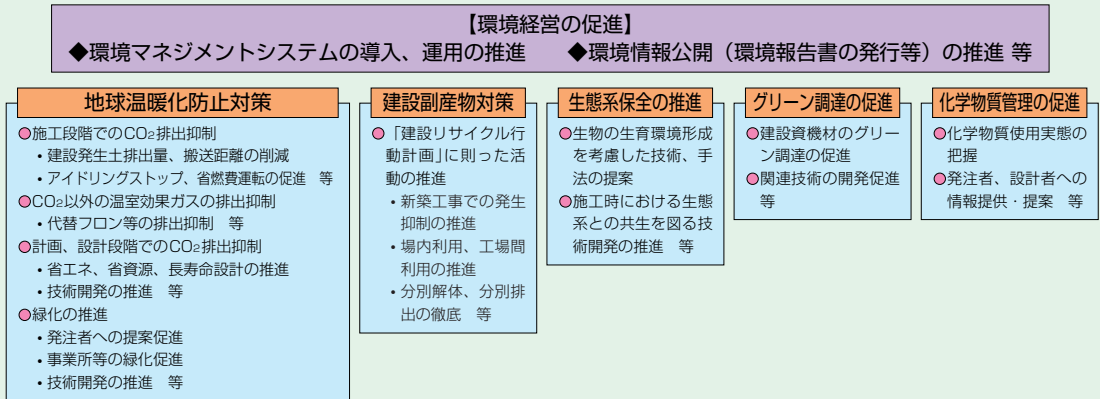 【環境経営の促進】
◆環境マネジメントシステムの導入、運用の推進　◆環境情報公開（環境報告書の発行等）の推進 等
地球温暖化防止対策
●施工段階でのCO₂排出抑制
・建設発生土排出量、搬送距離の削減
・アイドリングストップ、省燃費運転の促進　等
●CO₂以外の温室効果ガスの排出抑制
・代替フロン等の排出抑制　等
●計画、設計段階でのCO₂排出抑制
・省エネ、省資源、長寿命設計の推進
・技術開発の推進　等
●緑化の推進
・発注者への提案促進
・事業所等の緑化促進
・技術開発の推進　等
建設副産物対策
●「建設リサイクル行
動計画」に則った活
動の推進
・新築工事での発生
抑制の推進
・場内利用、工場間
利用の推進
・分別解体、分別排
出の徹底　等
生態系保全の推進
●生物の生育環境形成
を考慮した技術、手
法の提案
●施工時における生態
系との共生を図る技
術開発の推進　等
グリーン調達の促進
●建設資機材のグリー
ン調達の促進
●関連技術の開発促進
等
化学物質管理の促進
●化学物質使用実態の
把握
●発注者、設計者への
情報提供・提案　等